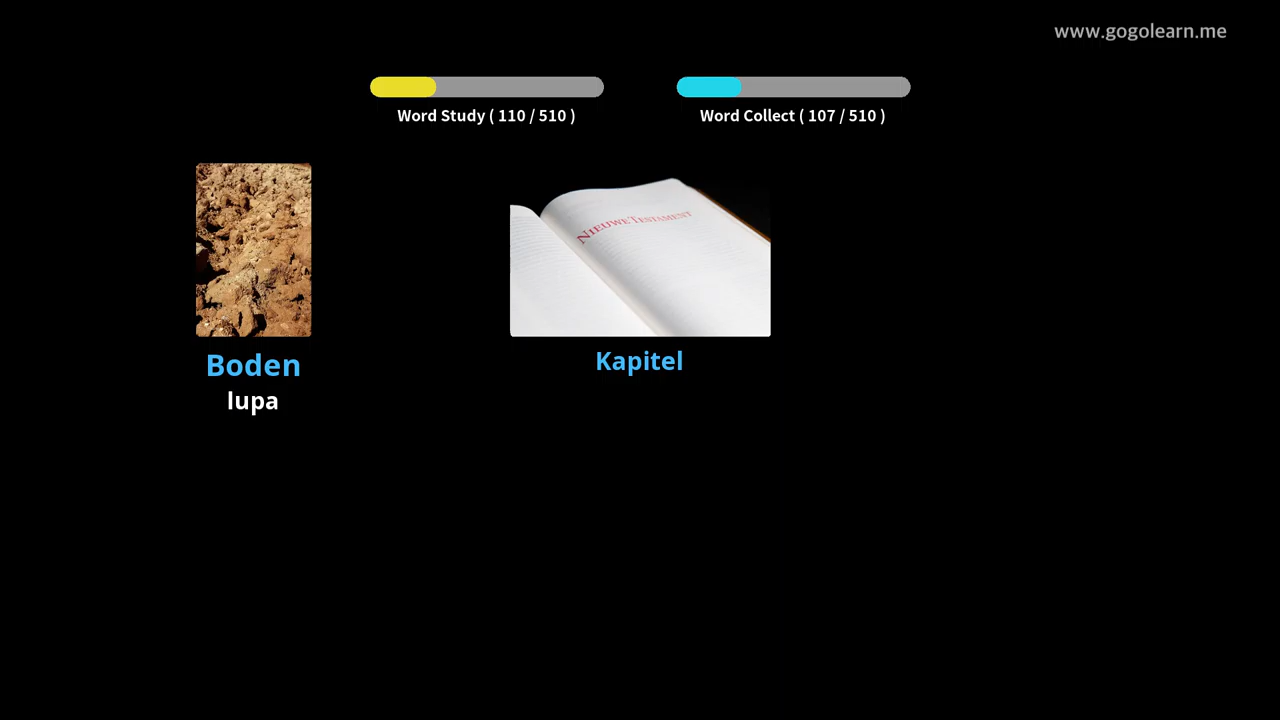 www.gogolearn.me
Word Study ( 110 / 510 )
Word Collect ( 107 / 510 )
NIEUWE TESTAMENT
Boden
lupa
Kapitel